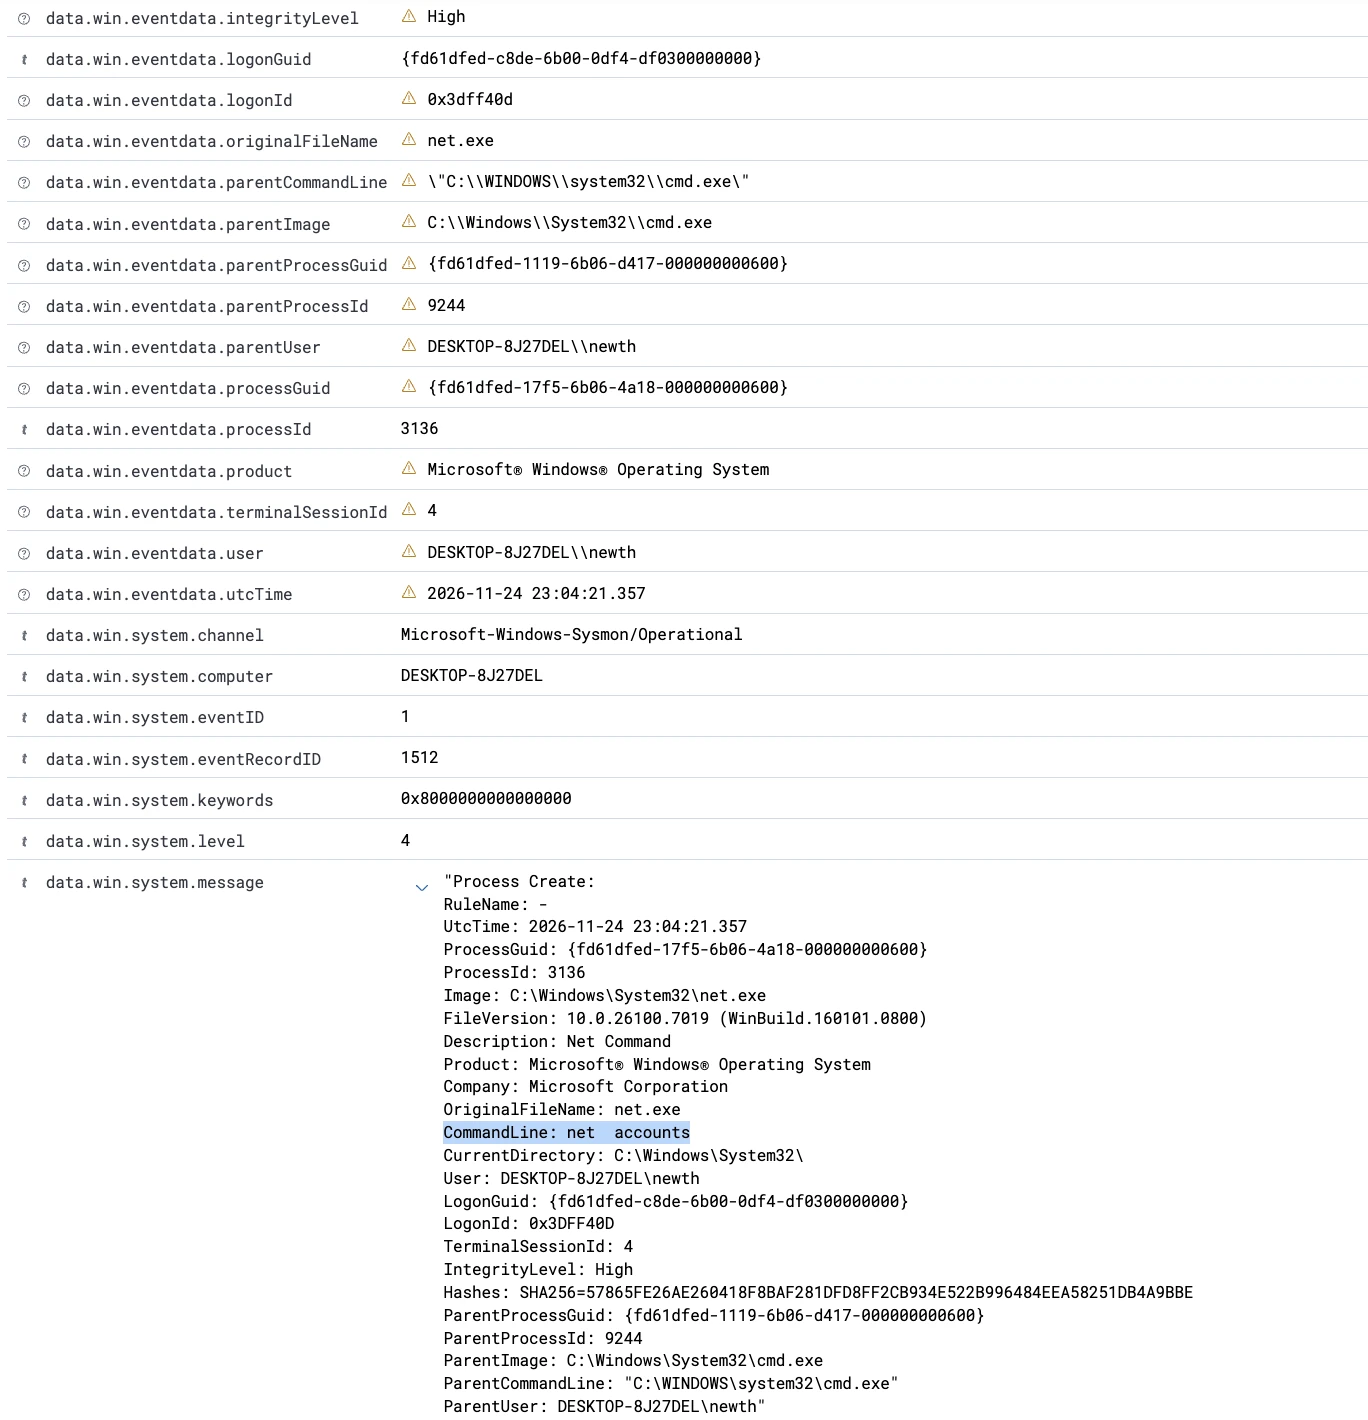 data.win.eventdata.integrityLevel High
data.win.eventdata.logonGuid {fd61dfed-c8de-6b00-0df4-df0300000000}
data.win.eventdata.logonId 0x3dff40d
data.win.eventdata.originalFileName net.exe
data.win.eventdata.parentCommandLine \"C:\\WINDOWS\\system32\\cmd.exe\"
data.win.eventdata.parentImage C:\\Windows\\System32\\cmd.exe
data.win.eventdata.parentProcessGuid {fd61dfed-1119-6b06-d417-000000000600}
data.win.eventdata.parentProcessId 9244
data.win.eventdata.parentUser DESKTOP-8J27DEL\\newth
data.win.eventdata.processGuid {fd61dfed-17f5-6b06-4a18-000000000600}
t data.win.eventdata.processId 3136
data.win.eventdata.product Microsoft® Windows® Operating System
data.win.eventdata.terminalSessionId 4
data.win.eventdata.user DESKTOP-8J27DEL\\newth
data.win.eventdata.utcTime 2026-11-24 23:04:21.357
t data.win.system.channel Microsoft-Windows-Sysmon/Operational
t data.win.system.computer DESKTOP-8J27DEL
t data.win.system.eventID 1
t data.win.system.eventRecordID 1512
t data.win.system.keywords 0x8000000000000000
t data.win.system.level 4
t data.win.system.message "Process Create:
RuleName: -
UtcTime: 2026-11-24 23:04:21.357
ProcessGuid: {fd61dfed-17f5-6b06-4a18-000000000600}
ProcessId: 3136
Image: C:\Windows\System32\net.exe
FileVersion: 10.0.26100.7019 (WinBuild.160101.0800)
Description: Net Command
Product: Microsoft® Windows® Operating System
Company: Microsoft Corporation
OriginalFileName: net.exe
CommandLine: net  accounts
CurrentDirectory: C:\Windows\System32\
User: DESKTOP-8J27DEL\newth
LogonGuid: {fd61dfed-c8de-6b00-0df4-df0300000000}
LogonId: 0x3DFF40D
TerminalSessionId: 4
IntegrityLevel: High
Hashes: SHA256=57865FE26AE260418F8BAF281DFD8FF2CB934E522B996484EEA58251DB4A9BBE
ParentProcessGuid: {fd61dfed-1119-6b06-d417-000000000600}
ParentProcessId: 9244
ParentImage: C:\Windows\System32\cmd.exe
ParentCommandLine: "C:\WINDOWS\system32\cmd.exe"
ParentUser: DESKTOP-8J27DEL\newth"